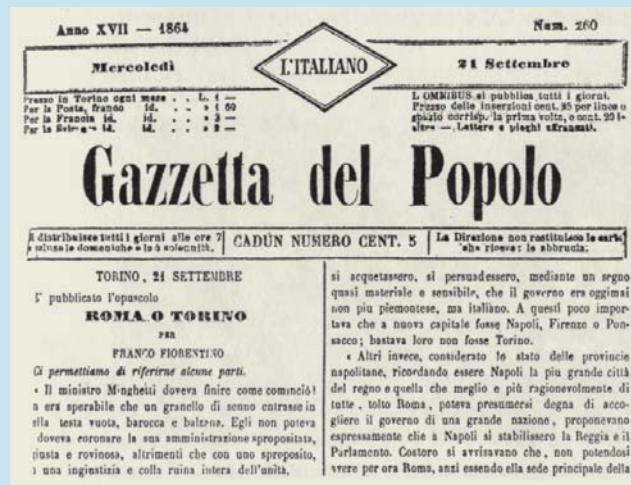 Anno XVII — 1864
Num. 260
Mercoledì
L'ITALIANO
21 Settembre
Prezzo in Torino ogni mese . . L. 1 —
Per la Posta, franco id. . . » 1 50
Per la Francia id. . . » 3 —
Per la id. . . » 2 —
L'OMNIBUS si pubblica tutti i giorni.
Prezzo delle inserzioni cent. 25 per linea o
spazio corrisp. la prima volta, e cent. 20 le
altre — Lettere e pieghi affrancati.
Gazzetta del Popolo
Si distribuisce tutti i giorni alle ore 7
escluse le domeniche e le solennità.
CADUN NUMERO CENT. 5
La Direzione non restituisce le carte
che riceve: le abbrucia.
TORINO, 21 SETTEMBRE
E' pubblicato l'opuscolo
ROMA O TORINO
PER
FRANCO FIORENTINO
Ci permettiamo di riferirne alcune parti.
« Il ministro Minghetti doveva finire come cominciò!
era sperabile che un granello di senno entrasse in
testa vuota, barocca e balzana. Egli non poteva
doveva coronare la sua amministrazione spropositata,
e rovinosa, altrimenti che con uno sproposito,
una ingiustizia e colla ruina intera dell'unità.
si acquetassero, si persuadessero, mediante un segno
quasi materiale e sensibile, che il governo era oggimai
non più piemontese, ma italiano. A questi poco impor-
tava che a nuova capitale fosse Napoli, Firenze o Pon-
sacco; bastava loro non fosse Torino.
« Altri invece, considerato lo stato delle provincie
napolitane, ricordando essere Napoli la più grande città
del regno e quella che meglio e più ragionevolmente di
tutte, tolto Roma, poteva presumersi degna di acco-
gliere il governo di una grande nazione, proponevano
espressamente che a Napoli si stabilissero la Reggia e il
Parlamento. Costoro si avvisavano che, non potendosi
avere per ora Roma, anzi essendo ella sede principale della